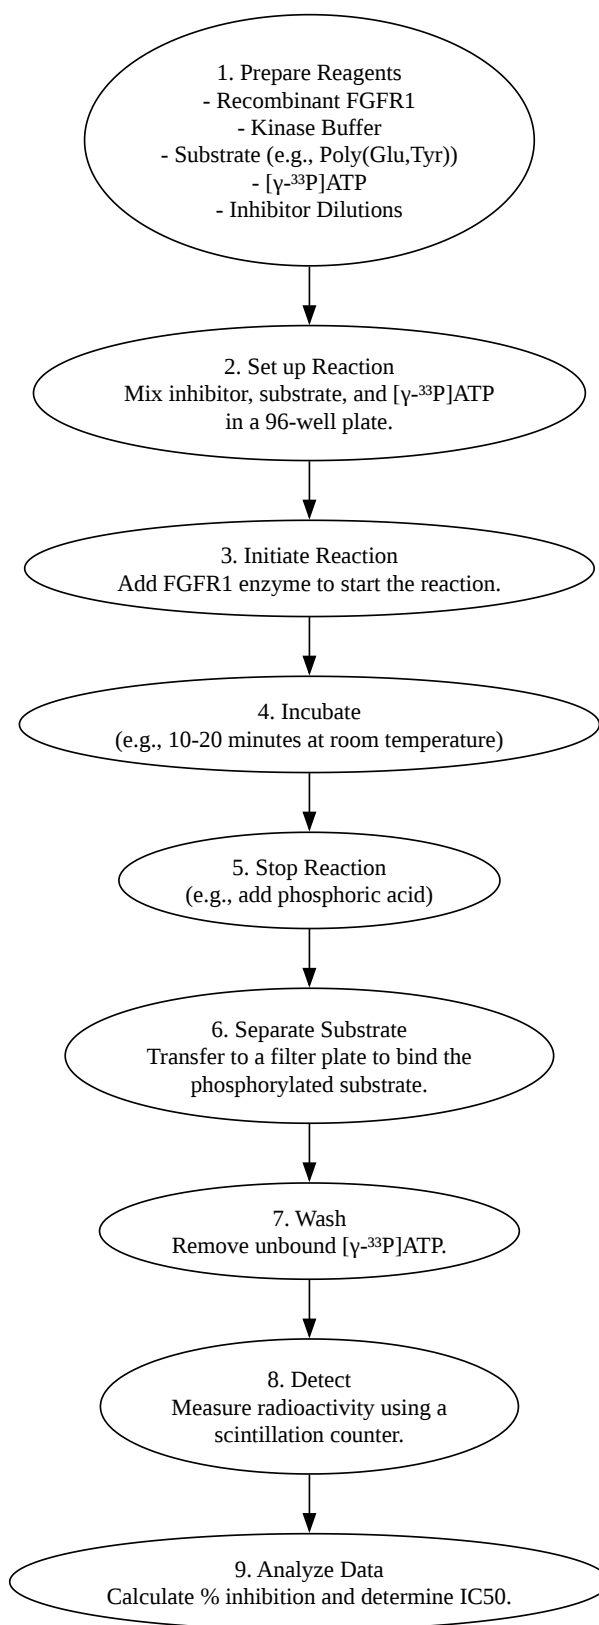 1. Prepare Reagents
- Recombinant FGFR1
- Kinase Buffer
- Substrate (e.g., Poly(Glu,Tyr))
- [γ-³³P]ATP
- Inhibitor Dilutions
2. Set up Reaction
Mix inhibitor, substrate, and [γ-³³P]ATP
in a 96-well plate.
3. Initiate Reaction
Add FGFR1 enzyme to start the reaction.
4. Incubate
(e.g., 10-20 minutes at room temperature)
5. Stop Reaction
(e.g., add phosphoric acid)
6. Separate Substrate
Transfer to a filter plate to bind the
phosphorylated substrate.
7. Wash
Remove unbound [γ-³³P]ATP.
8. Detect
Measure radioactivity using a
scintillation counter.
9. Analyze Data
Calculate % inhibition and determine IC50.